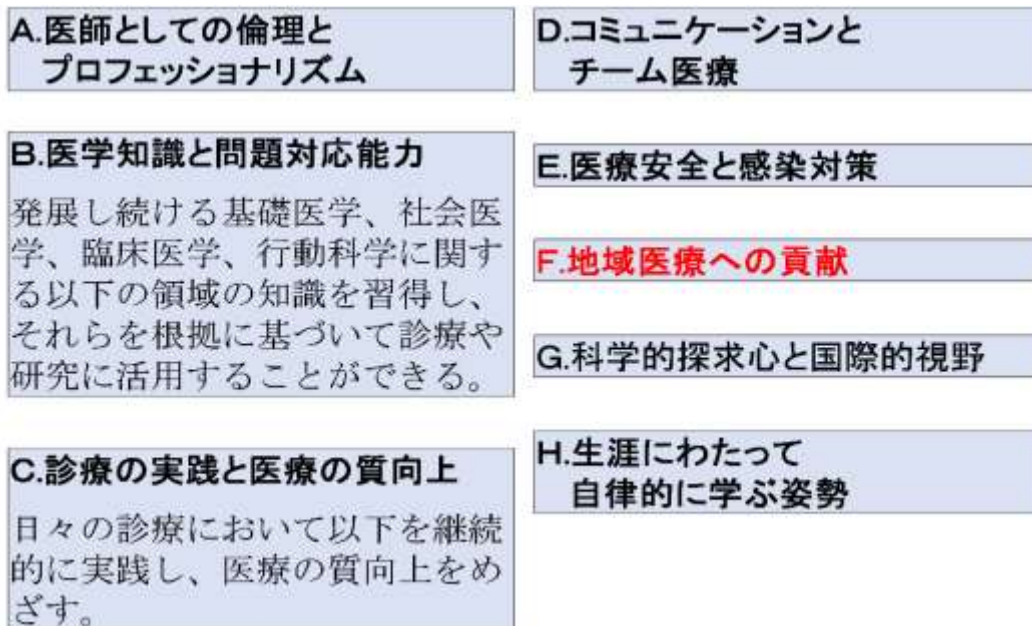 A.医師としての倫理と
プロフェッショナリズム
B.医学知識と問題対応能力
発展し続ける基礎医学、社会医
学、臨床医学、行動科学に関す
る以下の領域の知識を習得し、
それらを根拠に基づいて診療や
研究に活用することができる。
C.診療の実践と医療の質向上
日々の診療において以下を継続
的に実践し、医療の質向上をめ
ざす。
D.コミュニケーションと
チーム医療
E.医療安全と感染対策
F.地域医療への貢献
G.科学的探求心と国際的視野
H.生涯にわたって
自律的に学ぶ姿勢